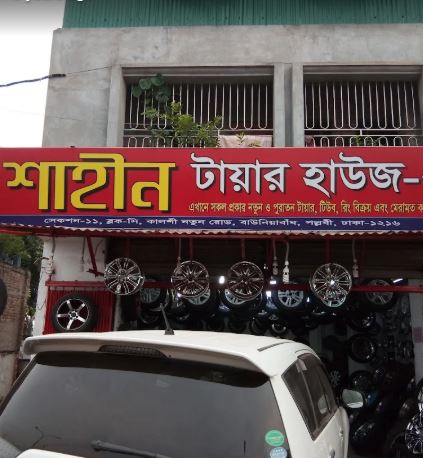 শাহীন টায়ার হাউজ-
এখানে সকল প্রকার নতুন ও পুরাতন টায়ার, টিউব, রিং বিক্রয় এবং মেরামত
সেকশন-১১, ব্লক-সি, কালশী নতুন রোড, বাউনিয়াবাঁধ, পল্লবী, ঢাকা-১২১৬